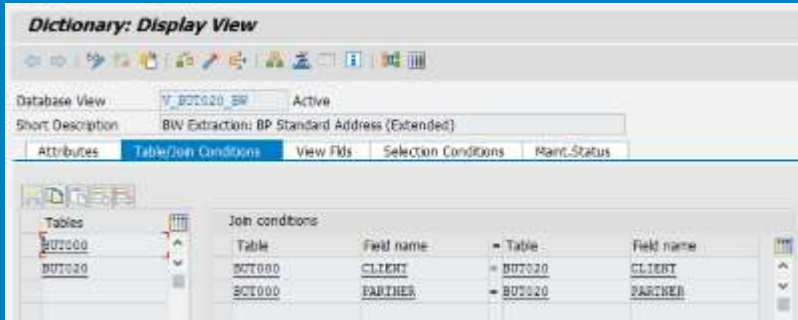 Dictionary: Display View
Database View V_BUT020_BW Active
Short Description BW Extraction: BP Standard Address (Extended)
Attributes Table/Join Conditions View Flds Selection Conditions Maint.Status
Tables Join conditions
BUT000 Table Field name = Table Field name
BUT020 BUT000 CLIENT = BUT020 CLIENT
BUT000 PARTNER = BUT020 PARTNER